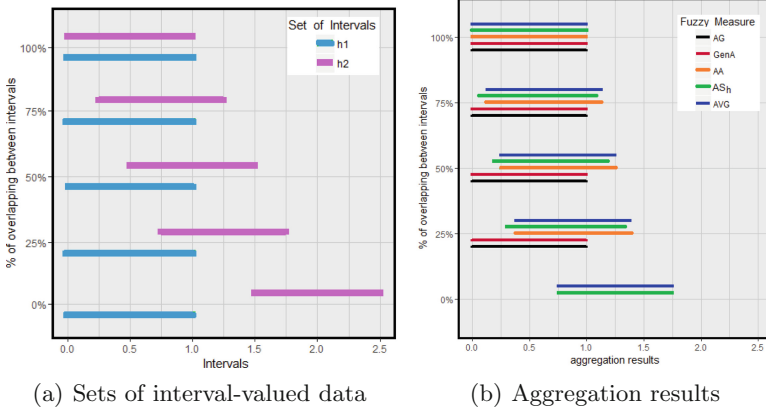 Set of Intervals
h1
h2
100%
75%
50%
25%
0%
% of overlapping between intervals
0.0 0.5 1.0 1.5 2.0 2.5
Intervals
(a) Sets of interval-valued data
Fuzzy Measure
AG
GenA
AA
ASh
AVG
100%
75%
50%
25%
0%
% of overlapping between intervals
0.0 0.5 1.0 1.5 2.0 2.5
aggregation results
(b) Aggregation results